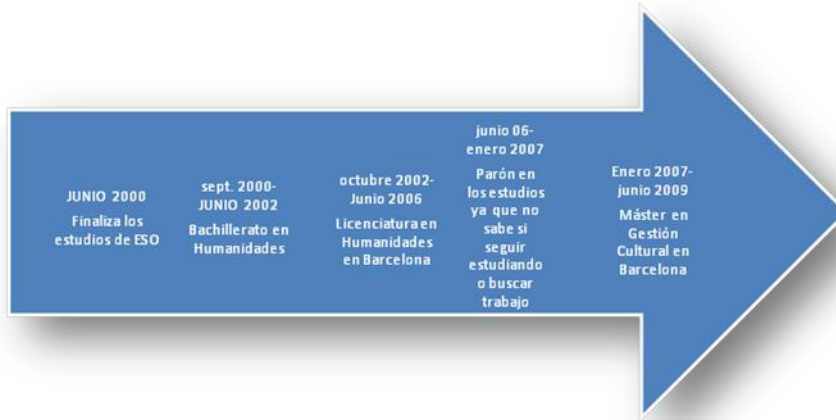 JUNIO 2000
Finaliza los
estudios de ESO
sept. 2000-
JUNIO 2002
Bachillerato en
Humanidades
octubre 2002-
Junio 2006
Licenciatura en
Humanidades
en Barcelona
junio 06-
enero 2007
Parón en
los estudios
ya que no
sabe si
seguir
estudiando
o buscar
trabajo
Enero 2007-
junio 2009
Máster en
Gestión
Cultural en
Barcelona